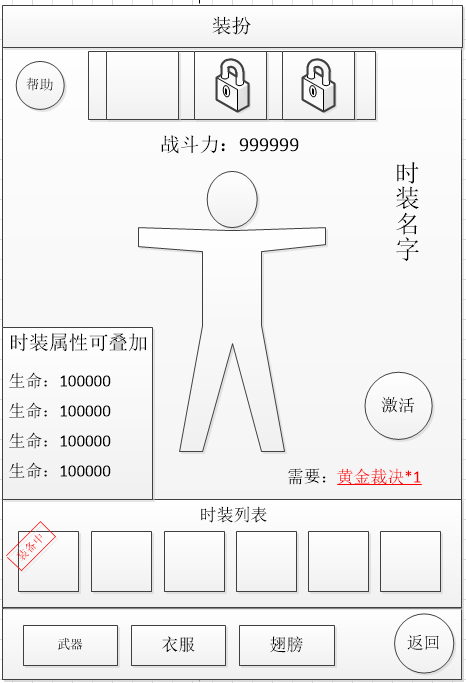 装扮
帮助
战斗力：999999
时装名字
时装属性可叠加
生命：100000
生命：100000
生命：100000
生命：100000
激活
需要：黄金裁决*1
时装列表
装备中
武器
衣服
翅膀
返回